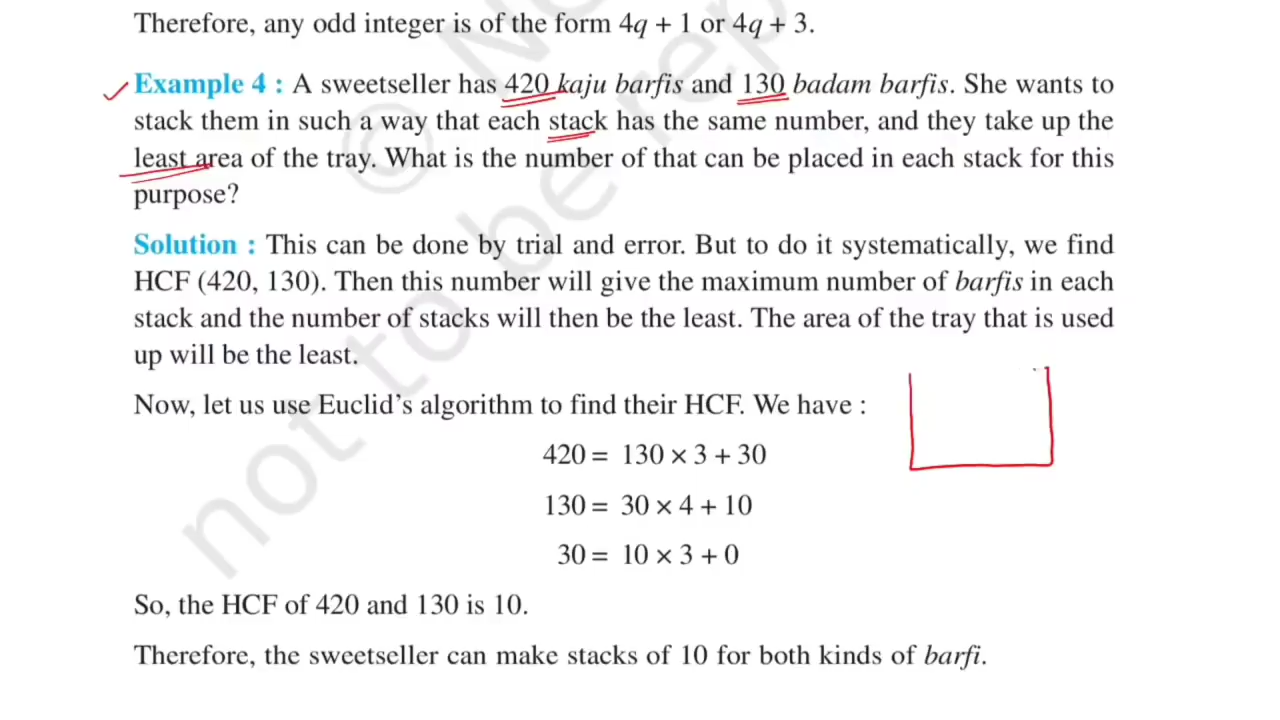 Therefore, any odd integer is of the form 4q + 1 or 4q + 3.
Example 4 : A sweetseller has 420 kaju barfis and 130 badam barfis. She wants to
stack them in such a way that each stack has the same number, and they take up the
least area of the tray. What is the number of that can be placed in each stack for this
purpose?
Solution : This can be done by trial and error. But to do it systematically, we find
HCF (420, 130). Then this number will give the maximum number of barfis in each
stack and the number of stacks will then be the least. The area of the tray that is used
up will be the least.
Now, let us use Euclid's algorithm to find their HCF. We have :
420 = 130 × 3 + 30
130 = 30 × 4 + 10
30 = 10 × 3 + 0
So, the HCF of 420 and 130 is 10.
Therefore, the sweetseller can make stacks of 10 for both kinds of barfi.
© N
not to be rep